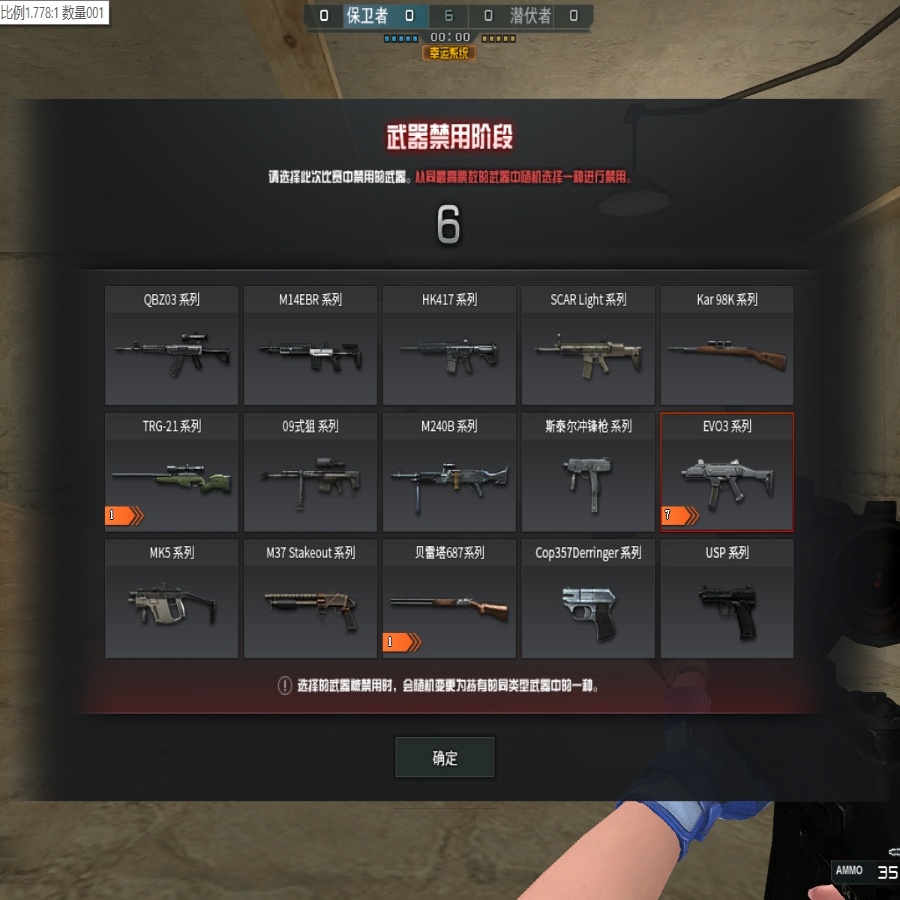 比例1.778:1 数量001
0 保卫者 0 6 0 潜伏者 0
00:00
幸运系统
武器禁用阶段
请选择此次比赛中禁用的武器。从同最高票数的武器中随机选择一种进行禁用。
6
QBZ03 系列 M14EBR 系列 HK417 系列 SCAR Light 系列 Kar 98K 系列
TRG-21 系列 09式狙 系列 M240B 系列 斯泰尔冲锋枪 系列 EVO3 系列
1 7
MK5 系列 M37 Stakeout 系列 贝雷塔687系列 Cop357Derringer 系列 USP 系列
1
! 选择的武器被禁用时，会随机变更为持有的同类型武器中的一种。
确定
AMMO 35